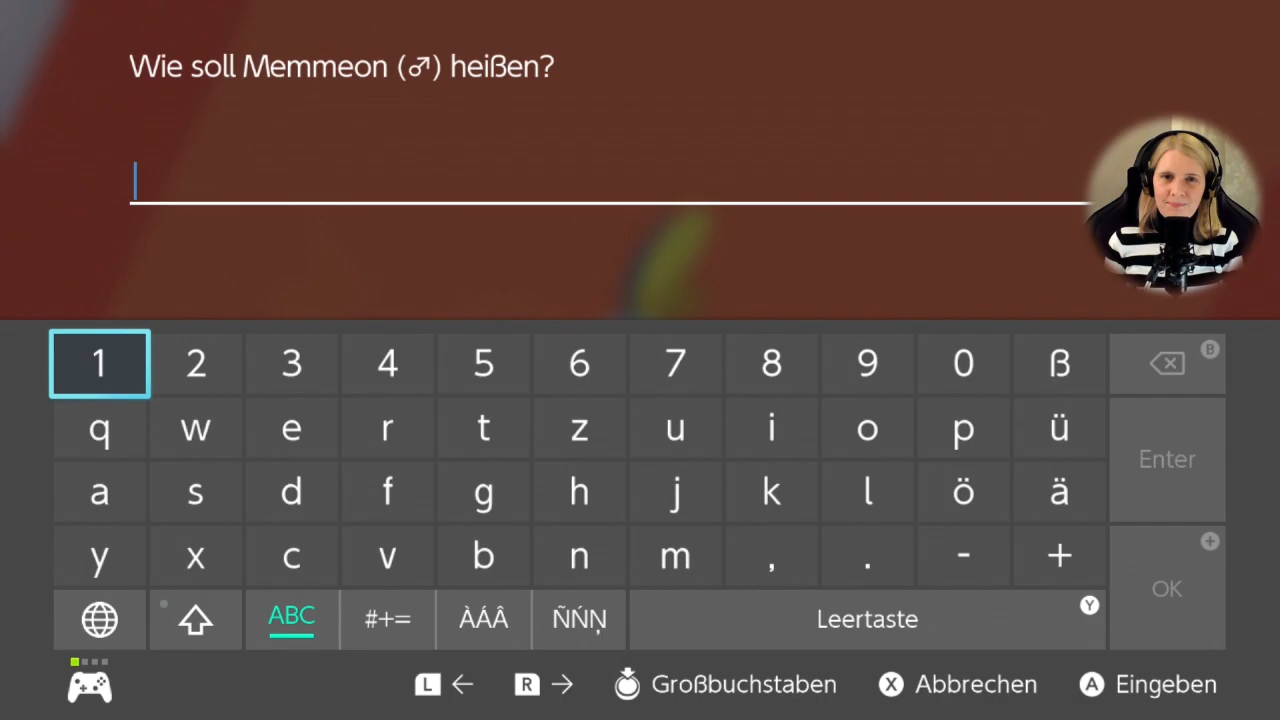 Wie soll Memmeon (♂) heißen?
1 2 3 4 5 6 7 8 9 0 ß B
q w e r t z u i o p ü
Enter
a s d f g h j k l ö ä
y x c v b n m , . - + +
OK
ABC #+= ÀÁÂ ÑŃŅ Leertaste Y
L ← R → Großbuchstaben X Abbrechen A Eingeben